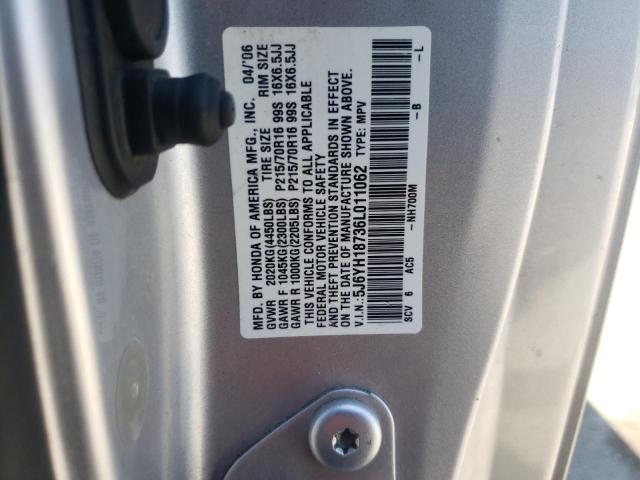 MFD. BY HONDA OF AMERICA MFG., INC. 04/'06
GVWR 2020KG(4450LBS) TIRE SIZE RIM SIZE
GAWR F 1045KG(2300LBS) P215/70R16 99S 16X6.5JJ
GAWR R 1000KG(2205LBS) P215/70R16 99S 16X6.5JJ
THIS VEHICLE CONFORMS TO ALL APPLICABLE
FEDERAL MOTOR VEHICLE SAFETY
AND THEFT PREVENTION STANDARDS IN EFFECT
ON THE DATE OF MANUFACTURE SHOWN ABOVE.
V.I.N.:5J6YH18736L011062 TYPE: MPV
SCV 6 AC5 -NH700M -B -L